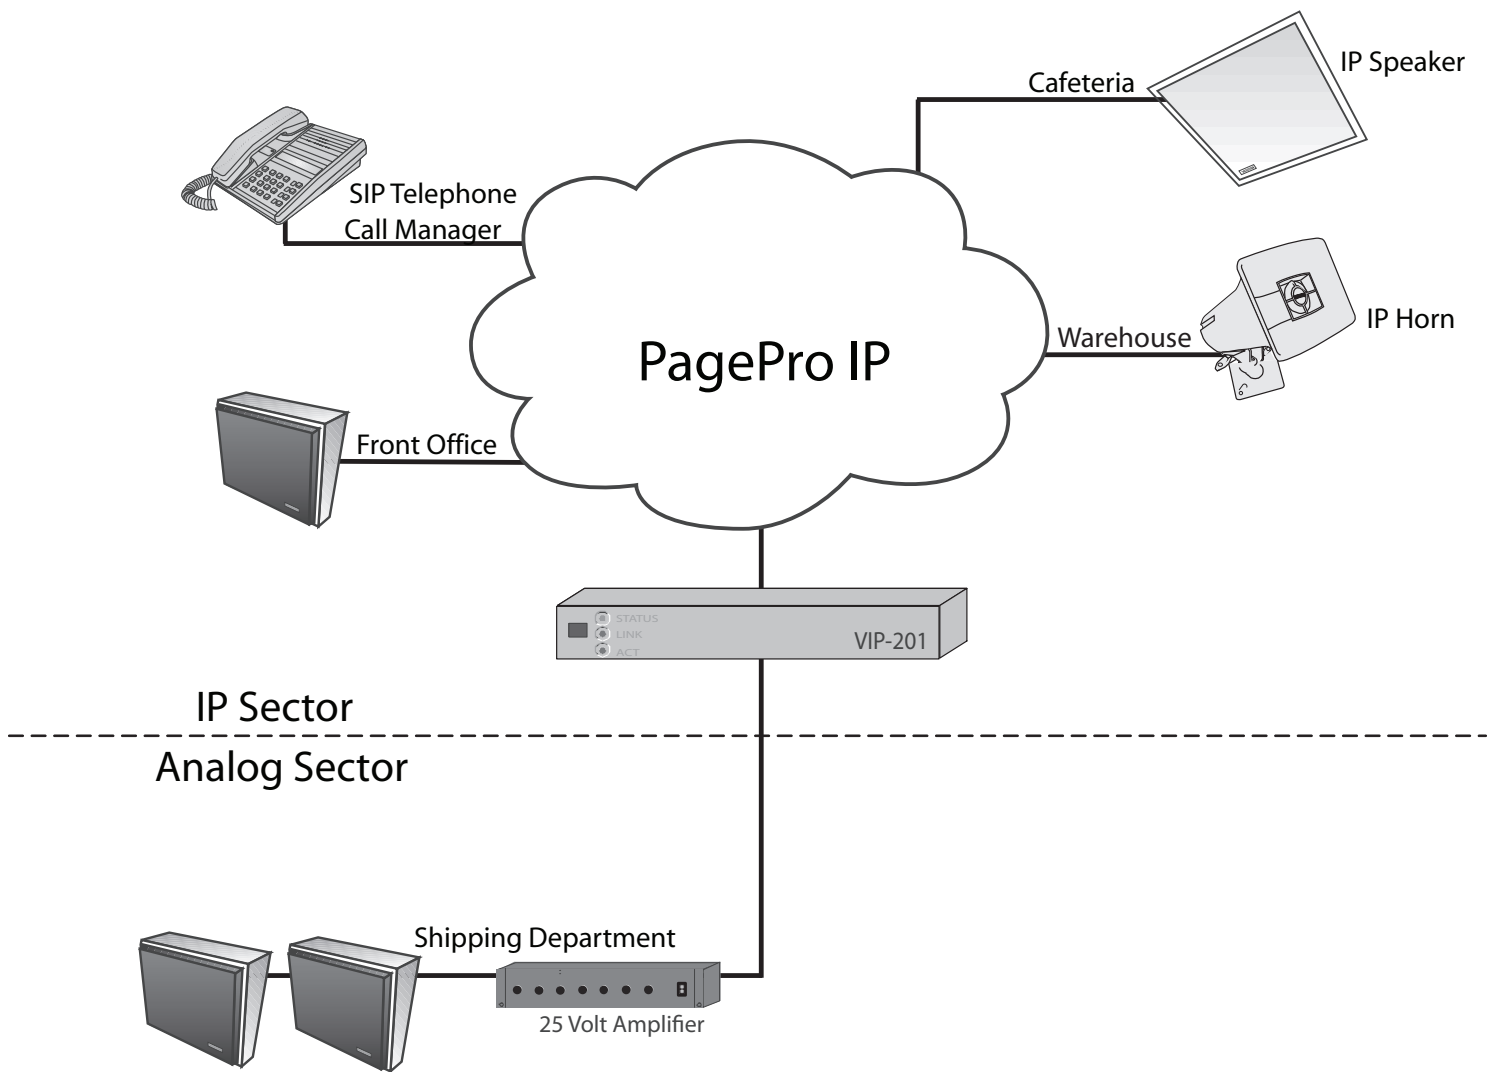 IP Speaker
Cafeteria
SIP Telephone
Call Manager
IP Horn
Warehouse
PagePro IP
Front Office
STATUS
LINK
ACT
VIP-201
IP Sector
Analog Sector
Shipping Department
25 Volt Amplifier